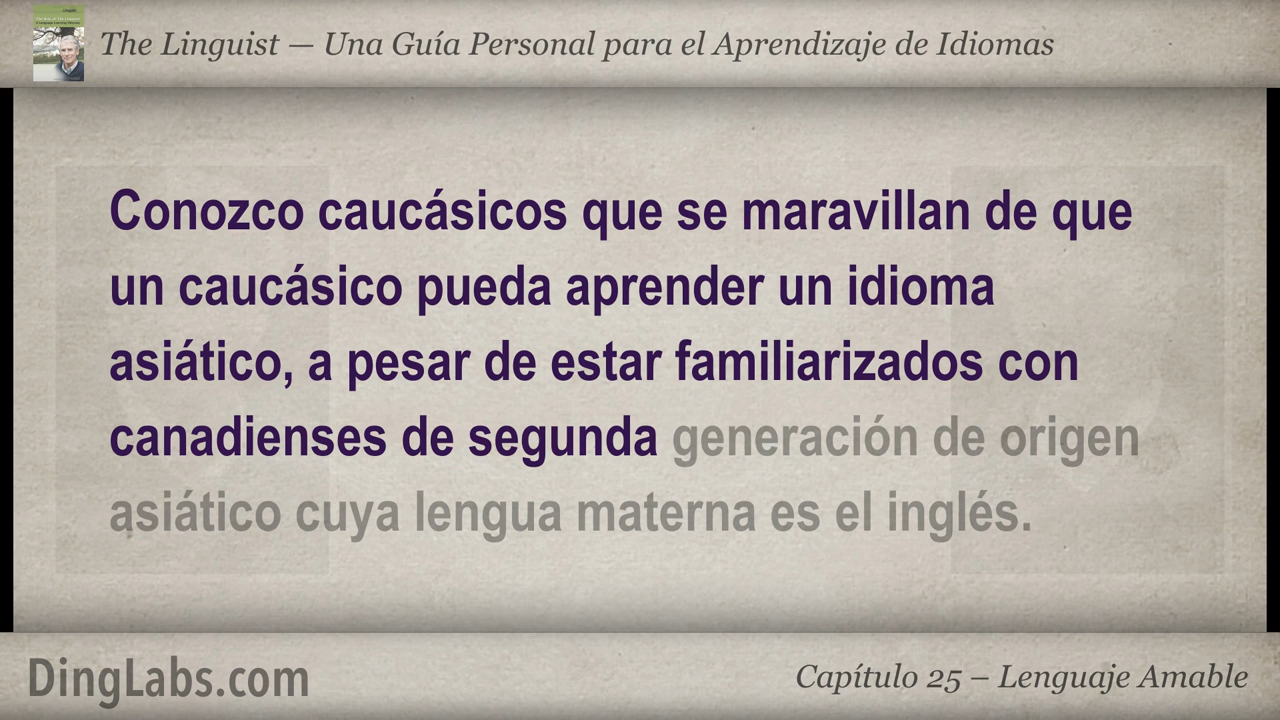 The Linguist — Una Guía Personal para el Aprendizaje de Idiomas
Conozco caucásicos que se maravillan de que
un caucásico pueda aprender un idioma
asiático, a pesar de estar familiarizados con
canadienses de segunda generación de origen
asiático cuya lengua materna es el inglés.
DingLabs.com
Capítulo 25 – Lenguaje Amable